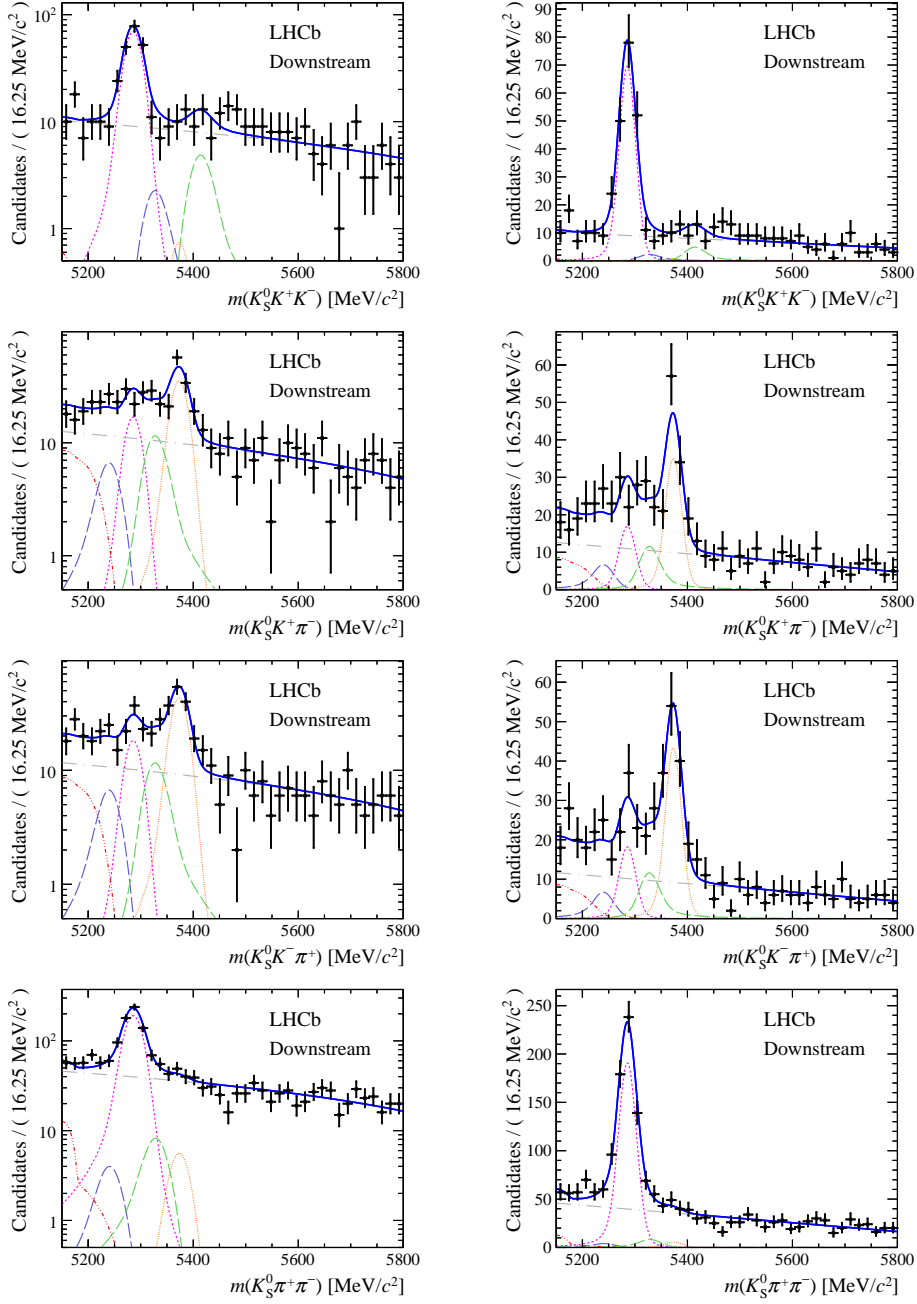 LHCb
Downstream
Candidates / ( 16.25 MeV/c² )
10²
10
1
5200 5400 5600 5800
m(K⁰_S K⁺K⁻) [MeV/c²]
LHCb
Downstream
Candidates / ( 16.25 MeV/c² )
90
80
70
60
50
40
30
20
10
0
5200 5400 5600 5800
m(K⁰_S K⁺K⁻) [MeV/c²]
LHCb
Downstream
Candidates / ( 16.25 MeV/c² )
10
1
5200 5400 5600 5800
m(K⁰_S K⁺π⁻) [MeV/c²]
LHCb
Downstream
Candidates / ( 16.25 MeV/c² )
60
50
40
30
20
10
0
5200 5400 5600 5800
m(K⁰_S K⁺π⁻) [MeV/c²]
LHCb
Downstream
Candidates / ( 16.25 MeV/c² )
10
1
5200 5400 5600 5800
m(K⁰_S K⁻π⁺) [MeV/c²]
LHCb
Downstream
Candidates / ( 16.25 MeV/c² )
60
50
40
30
20
10
0
5200 5400 5600 5800
m(K⁰_S K⁻π⁺) [MeV/c²]
LHCb
Downstream
Candidates / ( 16.25 MeV/c² )
10²
10
1
5200 5400 5600 5800
m(K⁰_S π⁺π⁻) [MeV/c²]
LHCb
Downstream
Candidates / ( 16.25 MeV/c² )
250
200
150
100
50
0
5200 5400 5600 5800
m(K⁰_S π⁺π⁻) [MeV/c²]